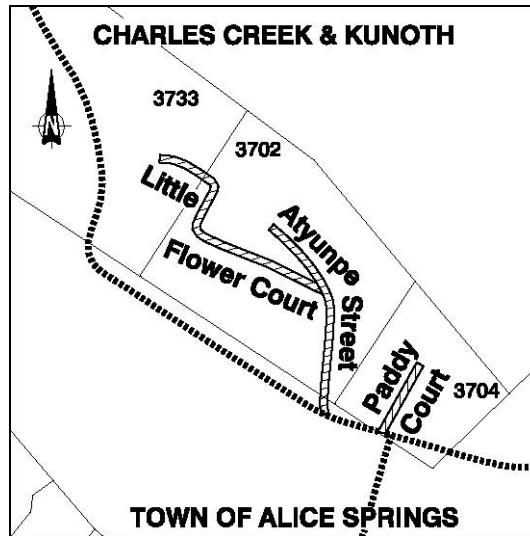 CHARLES CREEK & KUNOTH
3733
N
3702
Little
Flower Court
Atyunpe
Street
Paddy
Court
3704
TOWN OF ALICE SPRINGS